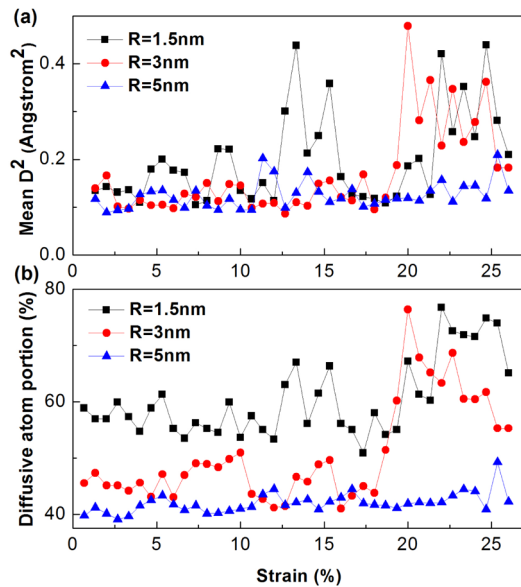 (a)
R=1.5nm
R=3nm
R=5nm
Mean D² (Angstrom²)
0.4
0.2
0.0
0 5 10 15 20 25
(b)
R=1.5nm
R=3nm
R=5nm
Diffusive atom portion (%)
80
60
40
0 5 10 15 20 25
Strain (%)